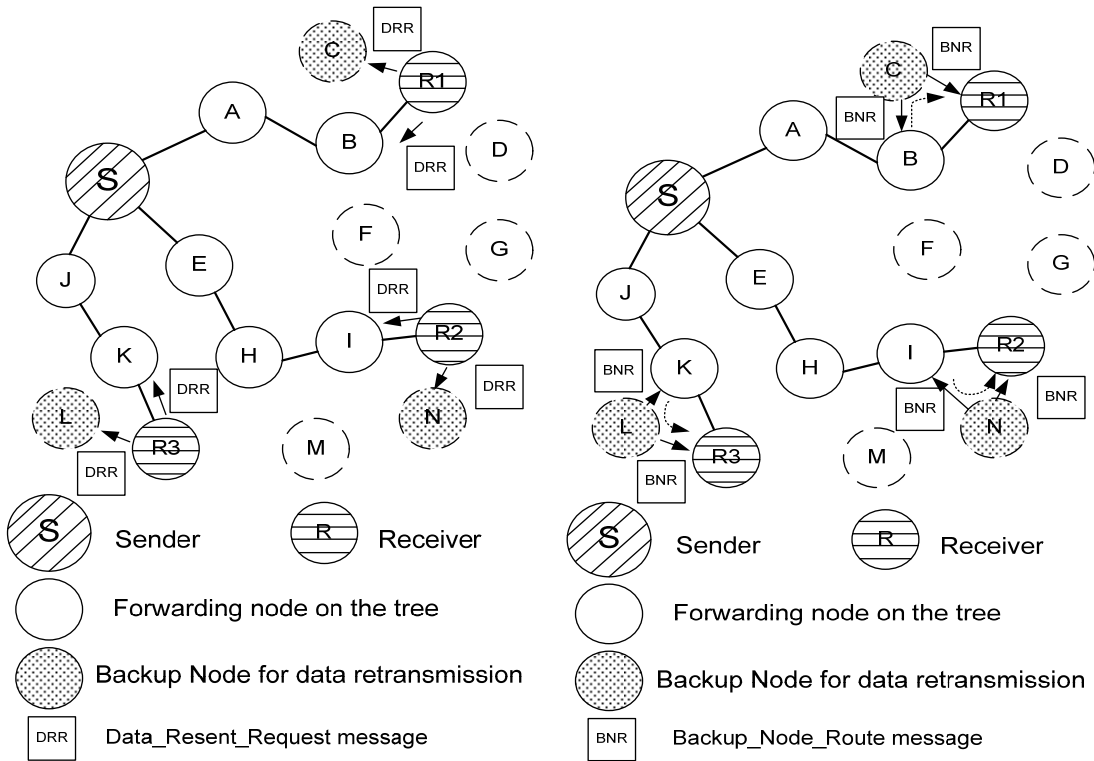 C
DRR
R1
A
B
DRR
D
S
F
G
E
J
DRR
R2
I
K
H
DRR
DRR
L
N
R3
M
DRR
S
Sender
R
Receiver
Forwarding node on the tree
Backup Node for data retransmission
DRR
Data_Resent_Request message
C
BNR
R1
BNR
A
B
D
S
F
G
E
J
R2
I
K
H
BNR
BNR
BNR
L
N
R3
M
BNR
S
Sender
R
Receiver
Forwarding node on the tree
Backup Node for data retransmission
BNR
Backup_Node_Route message